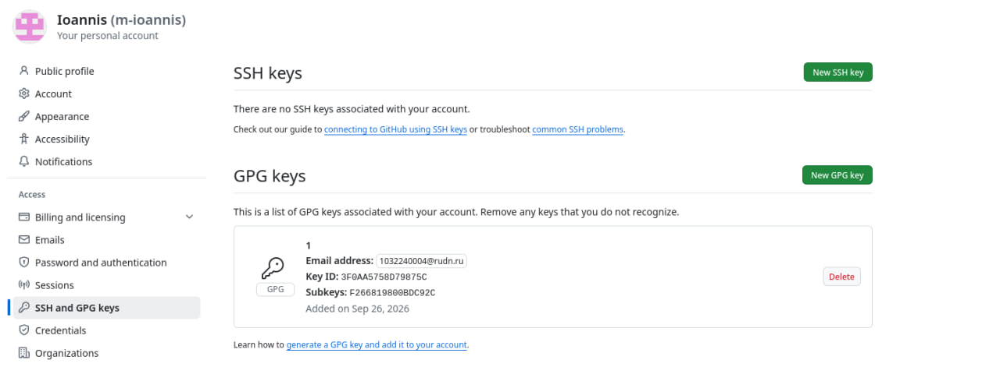 Ioannis (m-ioannis)
Your personal account
Public profile
Account
Appearance
Accessibility
Notifications
Access
Billing and licensing
Emails
Password and authentication
Sessions
SSH and GPG keys
Credentials
Organizations
SSH keys
New SSH key
There are no SSH keys associated with your account.
Check out our guide to connecting to GitHub using SSH keys or troubleshoot common SSH problems.
GPG keys
New GPG key
This is a list of GPG keys associated with your account. Remove any keys that you do not recognize.
GPG
1
Email address: 1032240004@rudn.ru
Key ID: 3F0AA5758D79875C
Subkeys: F266819800BDC92C
Added on Sep 26, 2026
Delete
Learn how to generate a GPG key and add it to your account.